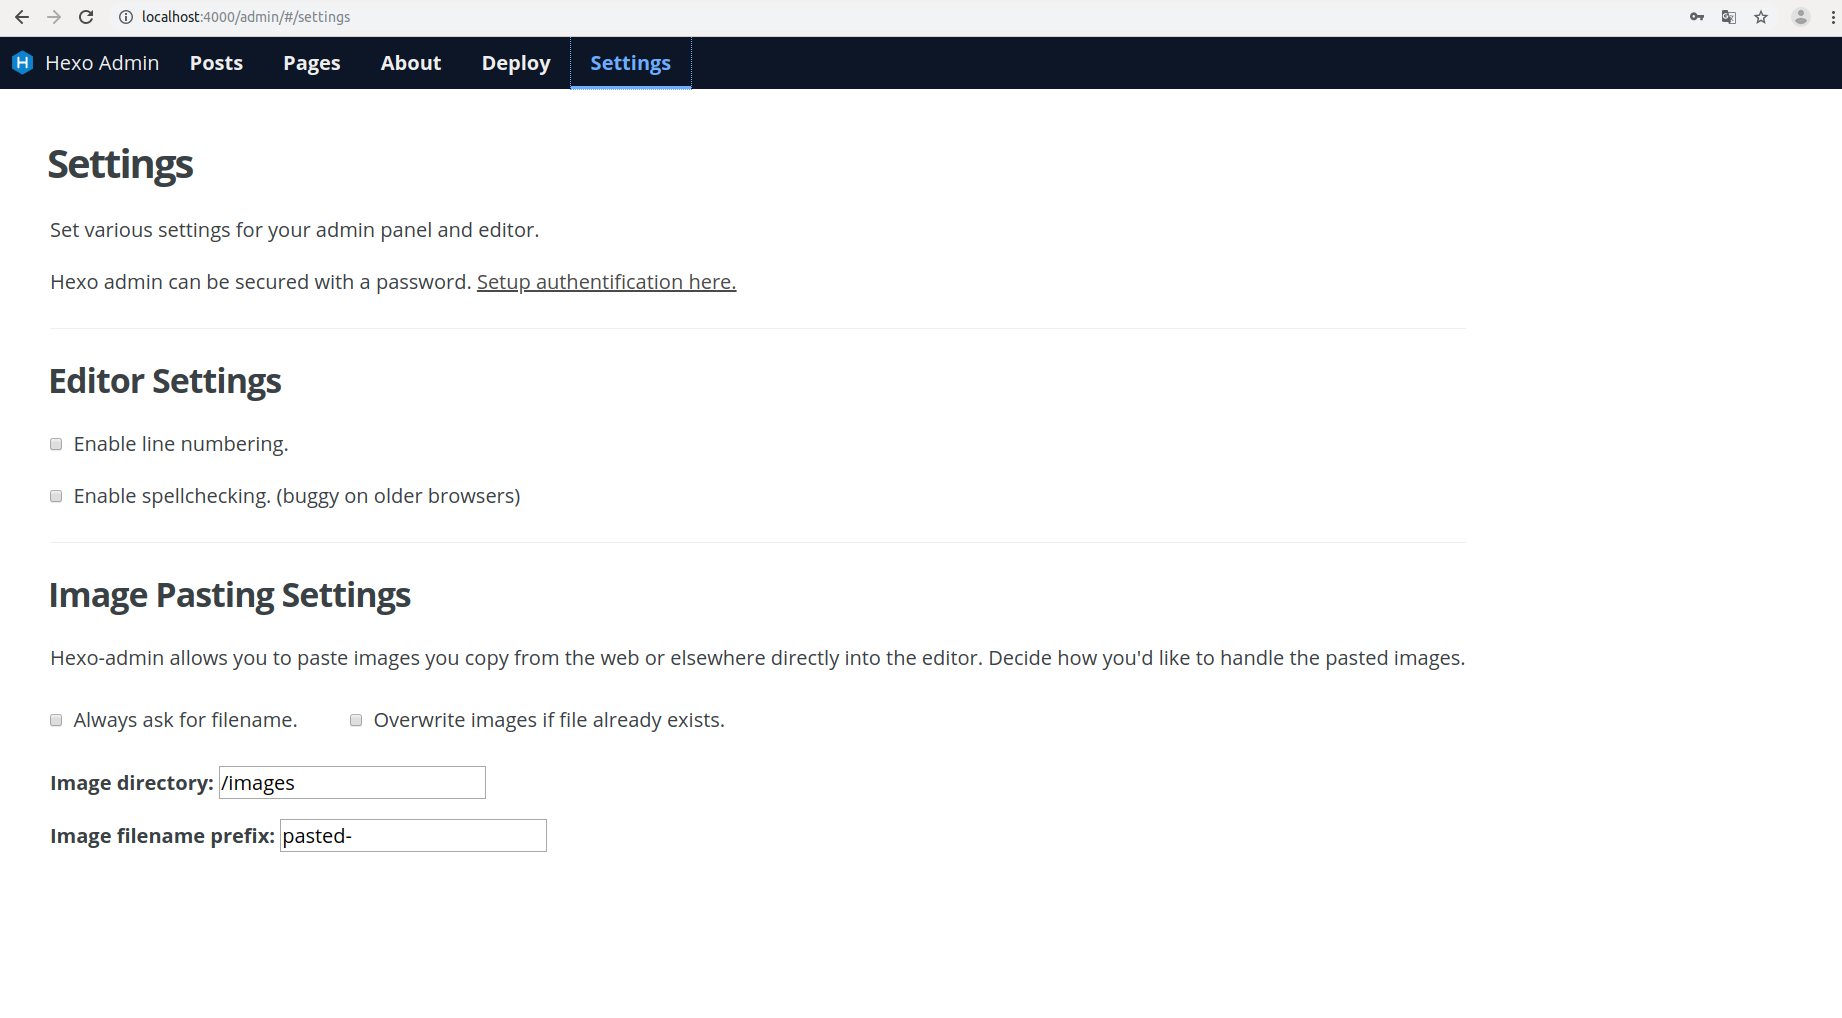 localhost:4000/admin/#/settings
Hexo Admin Posts Pages About Deploy Settings
Settings
Set various settings for your admin panel and editor.
Hexo admin can be secured with a password. Setup authentification here.
Editor Settings
Enable line numbering.
Enable spellchecking. (buggy on older browsers)
Image Pasting Settings
Hexo-admin allows you to paste images you copy from the web or elsewhere directly into the editor. Decide how you'd like to handle the pasted images.
Always ask for filename. Overwrite images if file already exists.
Image directory: /images
Image filename prefix: pasted-